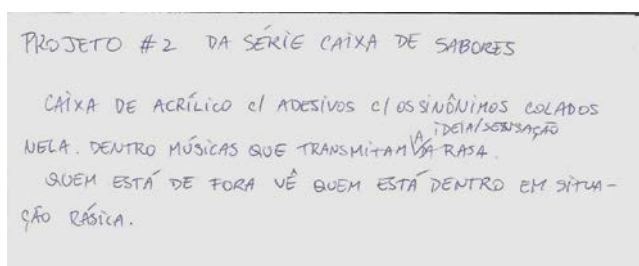 PROJETO #2 DA SÉRIE CAIXA DE SABORES
CAIXA DE ACRÍLICO c/ ADESIVOS c/ OS SINÔNIMOS COLADOS
A IDEIA/SENSAÇÃO
NELA. DENTRO MÚSICAS QUE TRANSMITAM DA RASA.
QUEM ESTÁ DE FORA VÊ QUEM ESTÁ DENTRO EM SITUA-
ÇÃO RÁSICA.